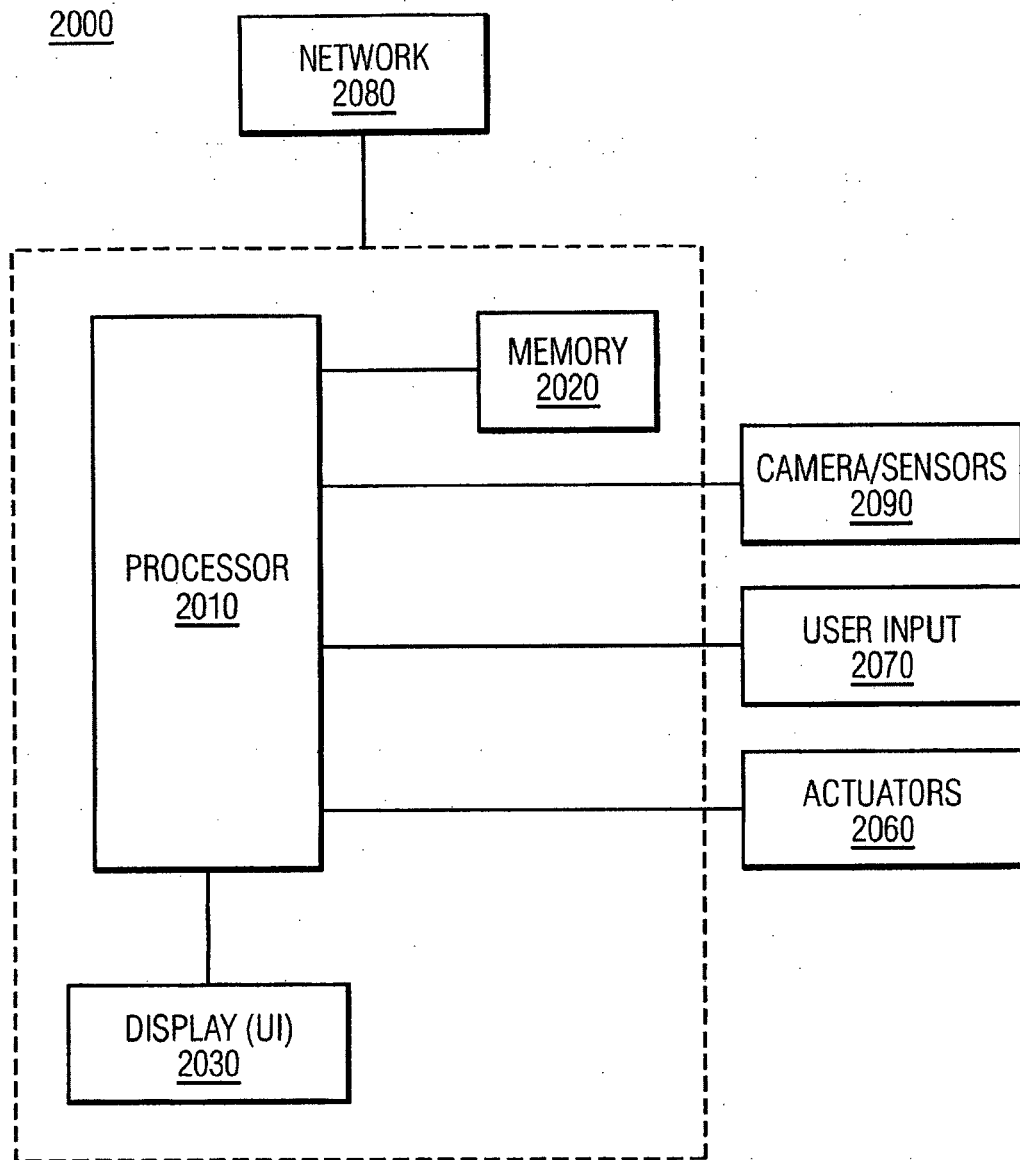 2000
NETWORK
2080
MEMORY
2020
CAMERA/SENSORS
2090
PROCESSOR
2010
USER INPUT
2070
ACTUATORS
2060
DISPLAY (UI)
2030